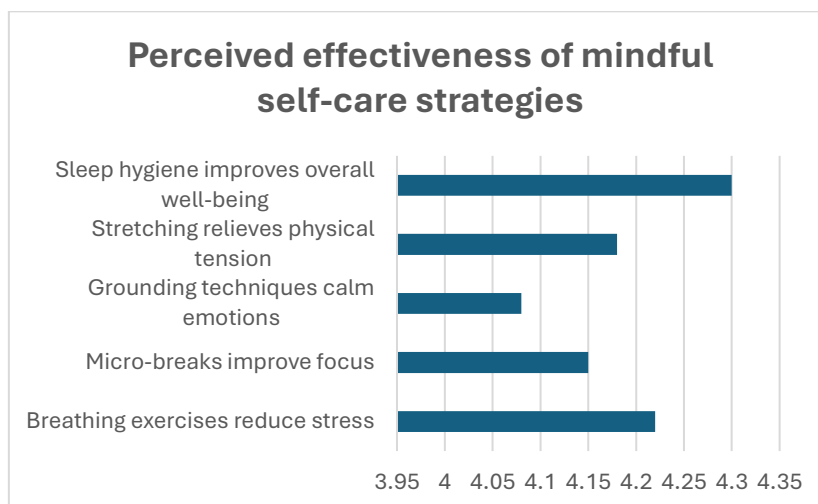 Perceived effectiveness of mindful
self-care strategies
Sleep hygiene improves overall
well-being
Stretching relieves physical
tension
Grounding techniques calm
emotions
Micro-breaks improve focus
Breathing exercises reduce stress
3.95 4 4.05 4.1 4.15 4.2 4.25 4.3 4.35